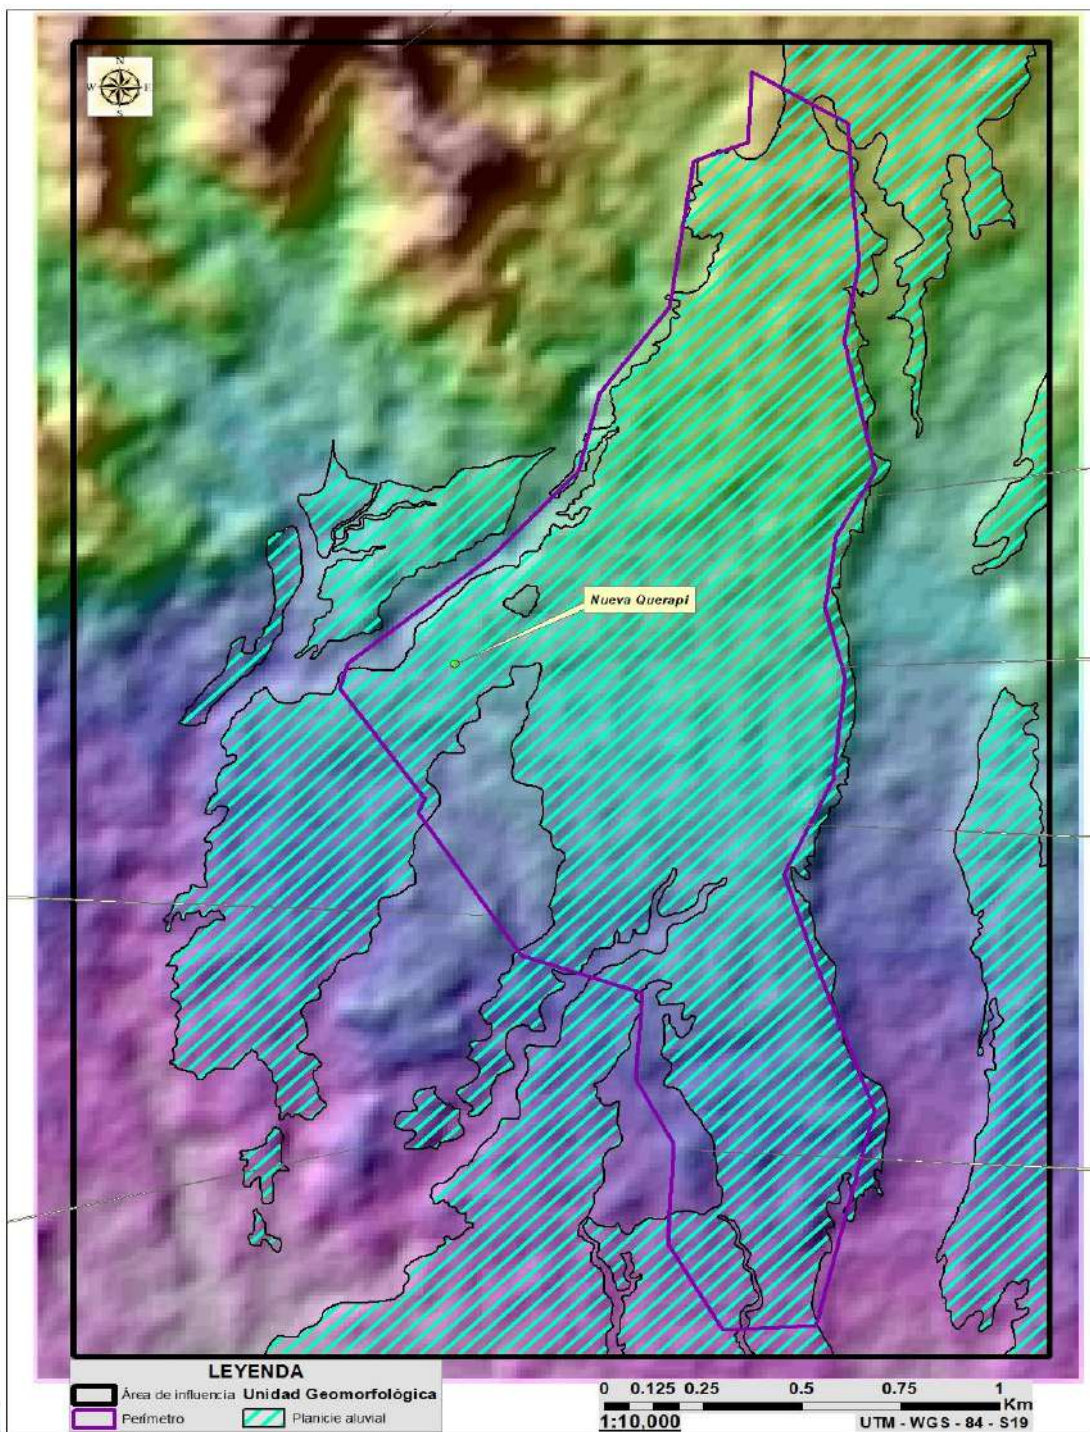 N
W E
S
Nueva Querapi
LEYENDA
Área de influencia Unidad Geomorfológica
Perímetro Planicie aluvial
0 0.125 0.25 0.5 0.75 1
Km
1:10,000 UTM - WGS - 84 - S19